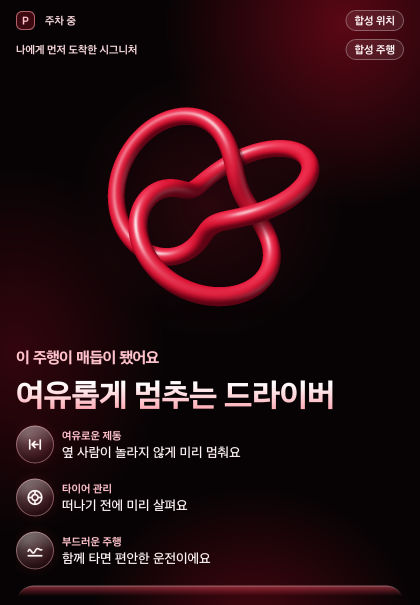 P 주차 중
합성 위치
나에게 먼저 도착한 시그니처
합성 주행
이 주행이 매듭이 됐어요
여유롭게 멈추는 드라이버
여유로운 제동
옆 사람이 놀라지 않게 미리 멈춰요
타이어 관리
떠나기 전에 미리 살펴요
부드러운 주행
함께 타면 편안한 운전이에요